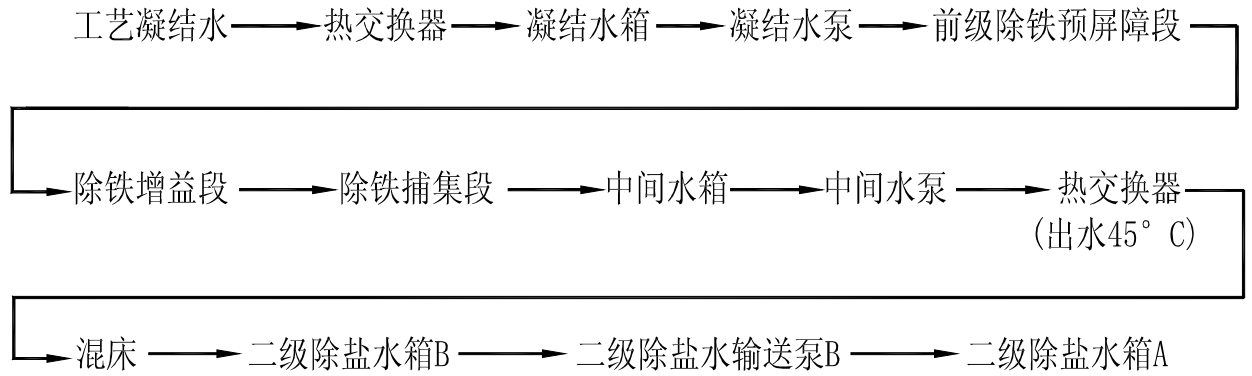 工艺凝结水 热交换器 凝结水箱 凝结水泵 前级除铁预屏障段
除铁增益段 除铁捕集段 中间水箱 中间水泵 热交换器
(出水45°C)
混床 二级除盐水箱B 二级除盐水输送泵B 二级除盐水箱A